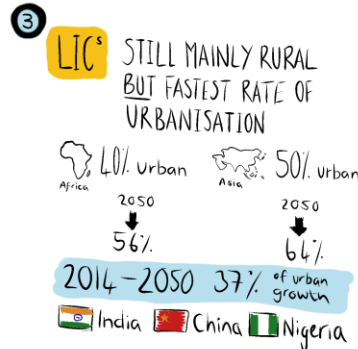 3
LICs STILL MAINLY RURAL
BUT FASTEST RATE OF
URBANISATION
Africa 40% urban
Asia 50% urban
2050 2050
56% 64%
2014-2050 37% of urban growth
India China Nigeria